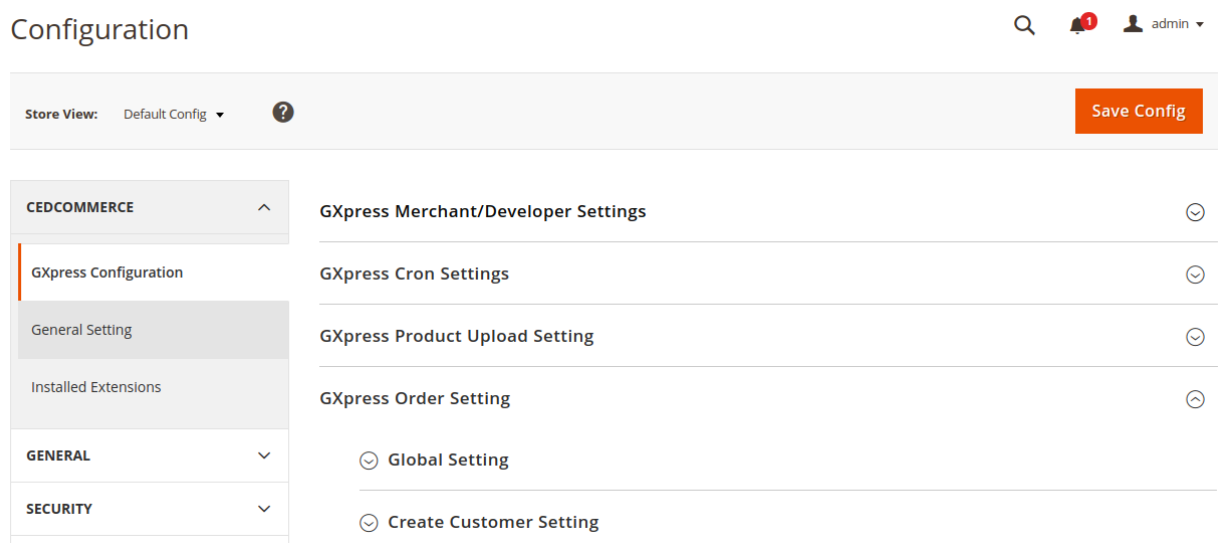 Configuration
1
admin
Store View: Default Config ?
Save Config
CEDCOMMERCE
GXpress Configuration
General Setting
Installed Extensions
GENERAL
SECURITY
GXpress Merchant/Developer Settings
GXpress Cron Settings
GXpress Product Upload Setting
GXpress Order Setting
Global Setting
Create Customer Setting